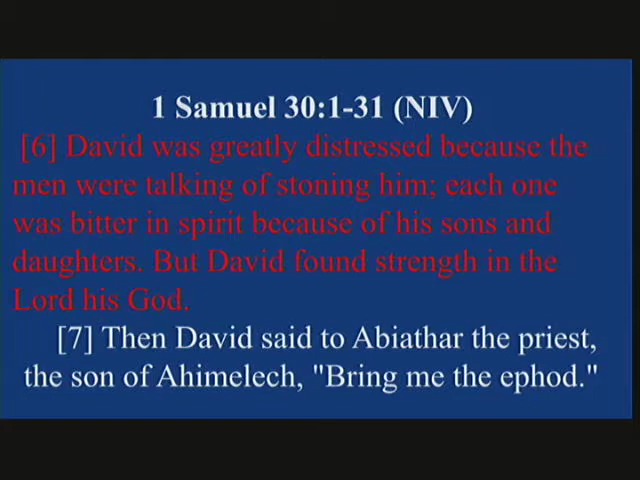 1 Samuel 30:1-31 (NIV)
[6] David was greatly distressed because the
men were talking of stoning him; each one
was bitter in spirit because of his sons and
daughters. But David found strength in the
Lord his God.
[7] Then David said to Abiathar the priest,
the son of Ahimelech, "Bring me the ephod."